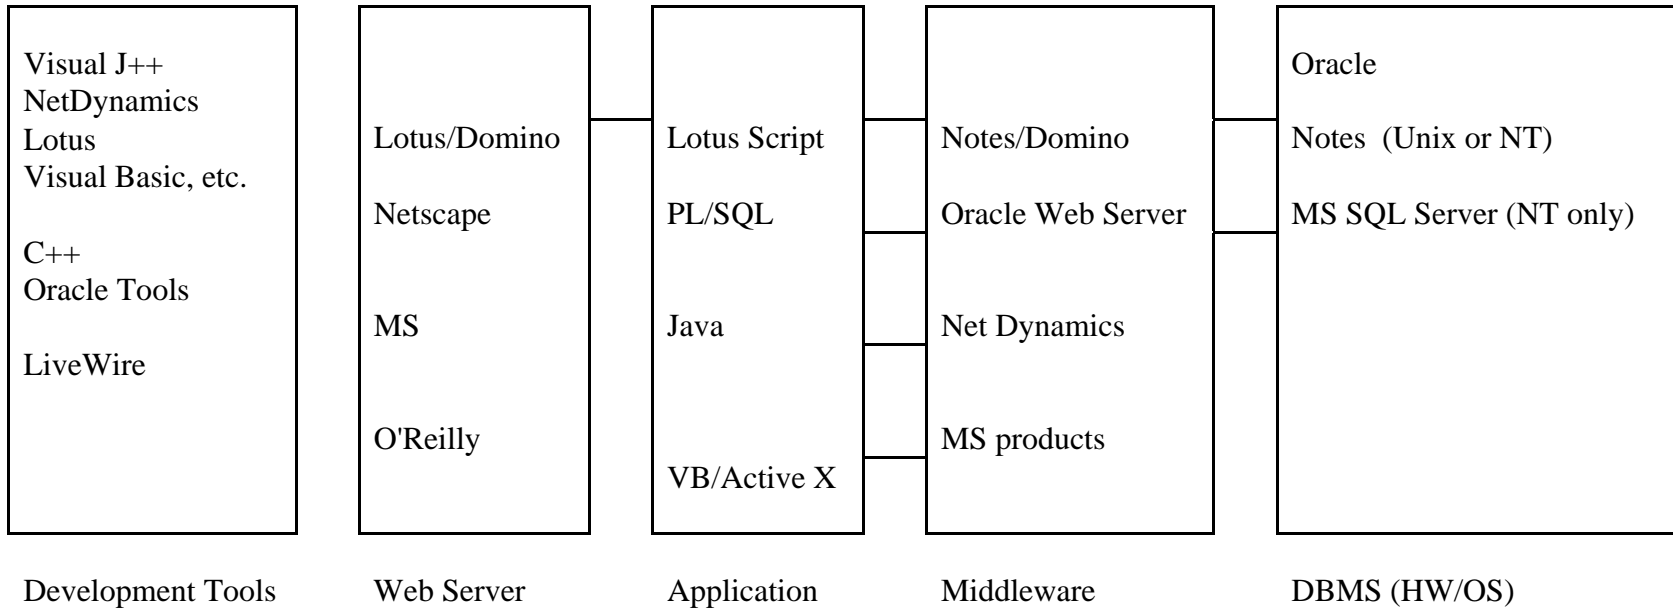 Visual J++
NetDynamics
Lotus
Visual Basic, etc.
C++
Oracle Tools
LiveWire
Development Tools
Lotus/Domino
Netscape
MS
O'Reilly
Web Server
Lotus Script
PL/SQL
Java
VB/Active X
Application
Notes/Domino
Oracle Web Server
Net Dynamics
MS products
Middleware
Oracle
Notes  (Unix or NT)
MS SQL Server (NT only)
DBMS (HW/OS)